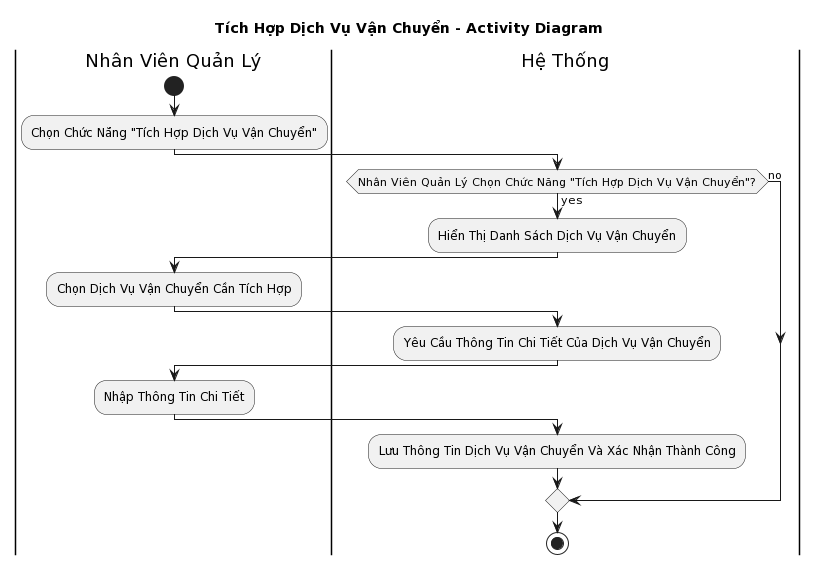 Tích Hợp Dịch Vụ Vận Chuyển - Activity Diagram
Nhân Viên Quản Lý
Hệ Thống
Chọn Chức Năng "Tích Hợp Dịch Vụ Vận Chuyển"
Nhân Viên Quản Lý Chọn Chức Năng "Tích Hợp Dịch Vụ Vận Chuyển"?
no
yes
Hiển Thị Danh Sách Dịch Vụ Vận Chuyển
Chọn Dịch Vụ Vận Chuyển Cần Tích Hợp
Yêu Cầu Thông Tin Chi Tiết Của Dịch Vụ Vận Chuyển
Nhập Thông Tin Chi Tiết
Lưu Thông Tin Dịch Vụ Vận Chuyển Và Xác Nhận Thành Công